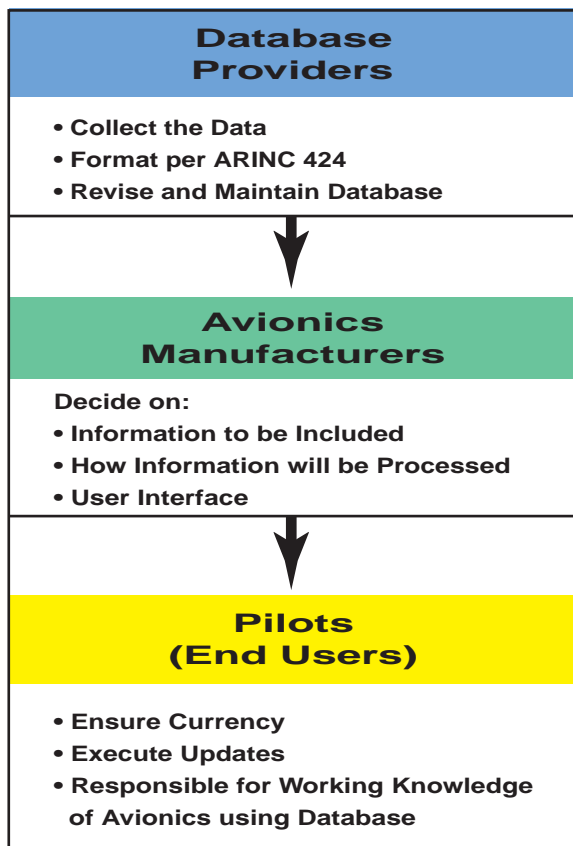 Database
Providers
• Collect the Data
• Format per ARINC 424
• Revise and Maintain Database
Avionics
Manufacturers
Decide on:
• Information to be Included
• How Information will be Processed
• User Interface
Pilots
(End Users)
• Ensure Currency
• Execute Updates
• Responsible for Working Knowledge
of Avionics using Database